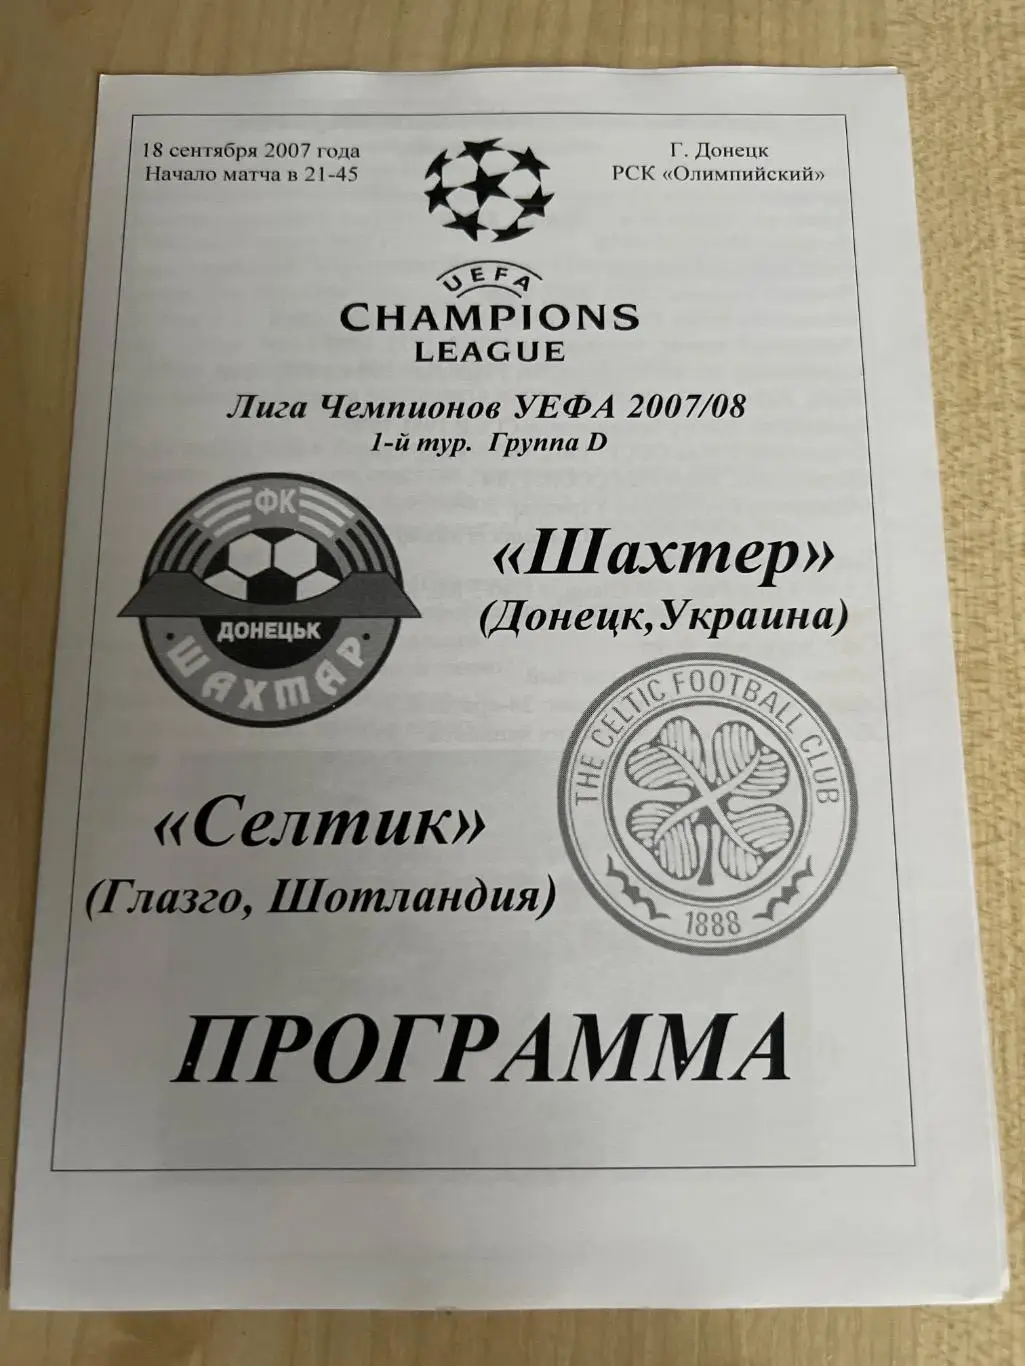 18 сентября 2007 года
Начало матча в 21-45
Г. Донецк
РСК «Олимпийский»
UEFA
CHAMPIONS
LEAGUE
Лига Чемпионов УЕФА 2007/08
1-й тур. Группа D
ФК
ДОНЕЦЬК
ШАХТАР
«Шахтер»
(Донецк,Украина)
THE CELTIC FOOTBALL CLUB
1888
«Селтик»
(Глазго, Шотландия)
ПРОГРАММА